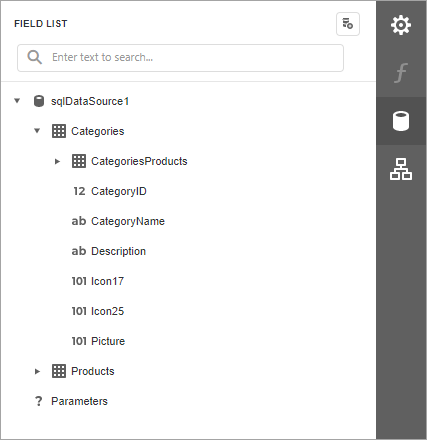 FIELD LIST
Enter text to search...
sqlDataSource1
Categories
CategoriesProducts
12 CategoryID
ab CategoryName
ab Description
101 Icon17
101 Icon25
101 Picture
Products
? Parameters